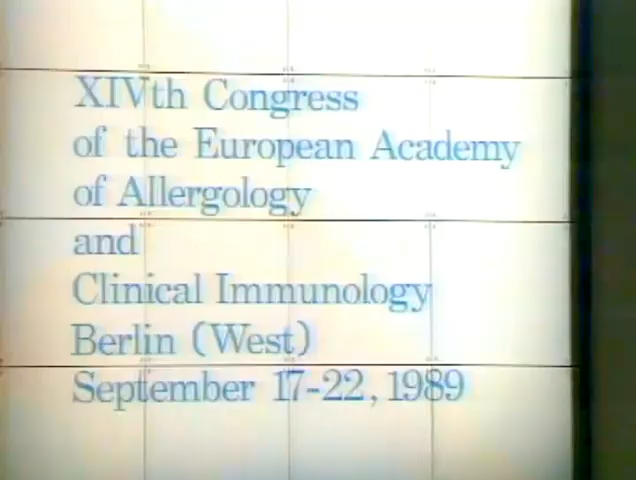 XIVth Congress
of the European Academy
of Allergology
and
Clinical Immunology
Berlin (West)
September 17-22, 1989